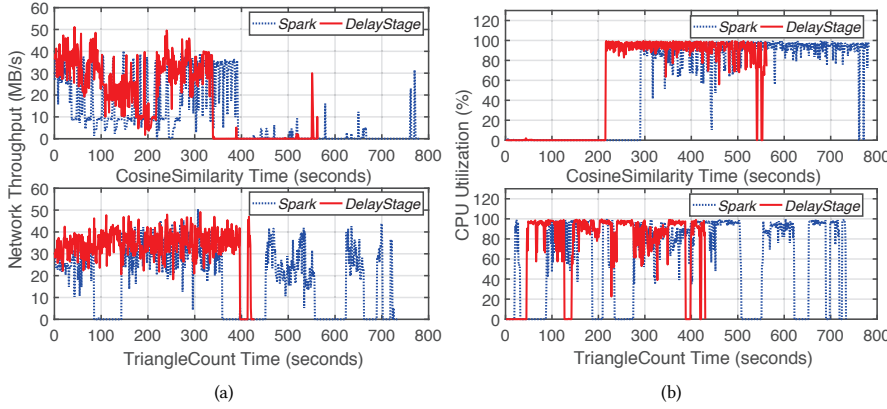 Network Throughput (MB/s)
60
50
40
30
20
10
0
Spark DelayStage
0 100 200 300 400 500 600 700 800
CosineSimilarity Time (seconds)
60
50
40
30
20
10
0
Spark DelayStage
0 100 200 300 400 500 600 700 800
TriangleCount Time (seconds)
(a)
CPU Utilization (%)
120
100
80
60
40
20
0
Spark DelayStage
0 100 200 300 400 500 600 700 800
CosineSimilarity Time (seconds)
120
100
80
60
40
20
0
Spark DelayStage
0 100 200 300 400 500 600 700 800
TriangleCount Time (seconds)
(b)